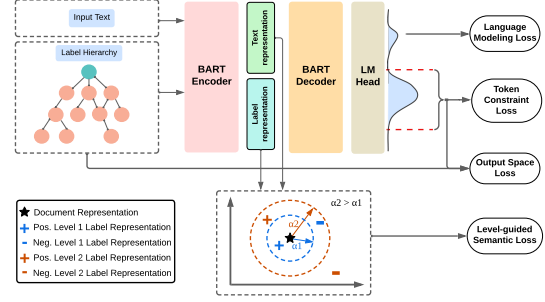 Input Text
Label Hierarchy
BART
Encoder
Text
representation
Label
representation
BART
Decoder
LM
Head
Language
Modeling Loss
Token
Constraint
Loss
Output Space
Loss
Level-guided
Semantic Loss
α2 > α1
α2
α1
Document Representation
Pos. Level 1 Label Representation
Neg. Level 1 Label Representation
Pos. Level 2 Label Representation
Neg. Level 2 Label Representation